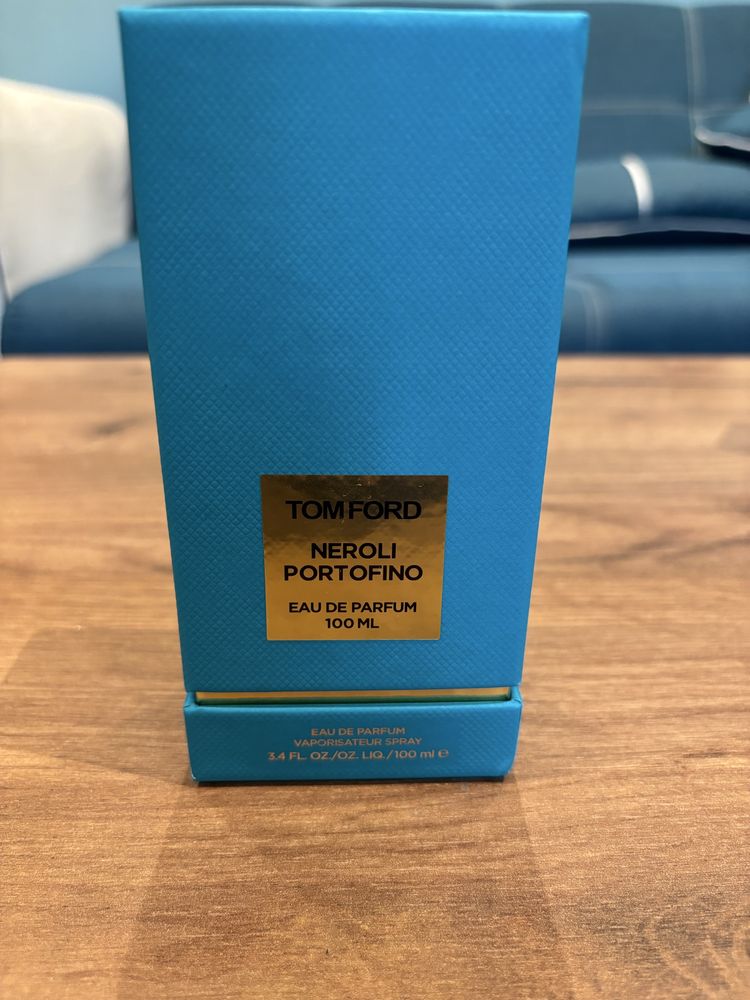 TOM FORD
NEROLI
PORTOFINO
EAU DE PARFUM
100 ML
EAU DE PARFUM
VAPORISATEUR SPRAY
3.4 FL. OZ./OZ. LIQ./100 ml ℮